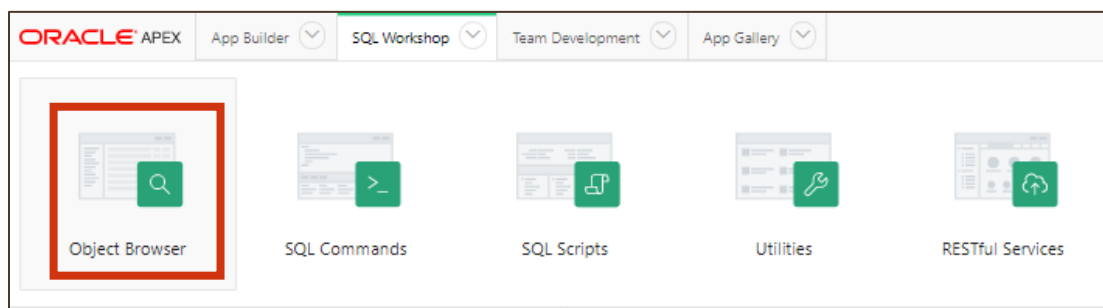 ORACLE APEX App Builder SQL Workshop Team Development App Gallery
>_
Object Browser SQL Commands SQL Scripts Utilities RESTful Services